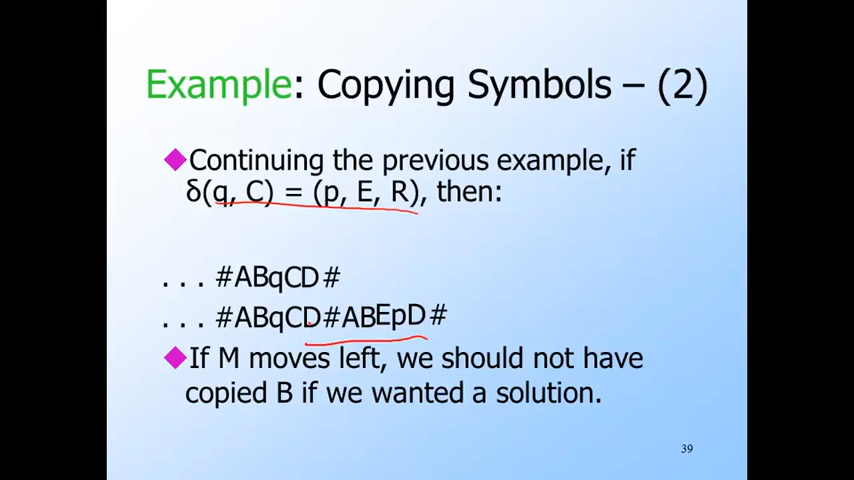 Example: Copying Symbols – (2)
Continuing the previous example, if
δ(q, C) = (p, E, R), then:
. . . #ABqCD#
. . . #ABqCD#ABEpD#
If M moves left, we should not have
copied B if we wanted a solution.
39